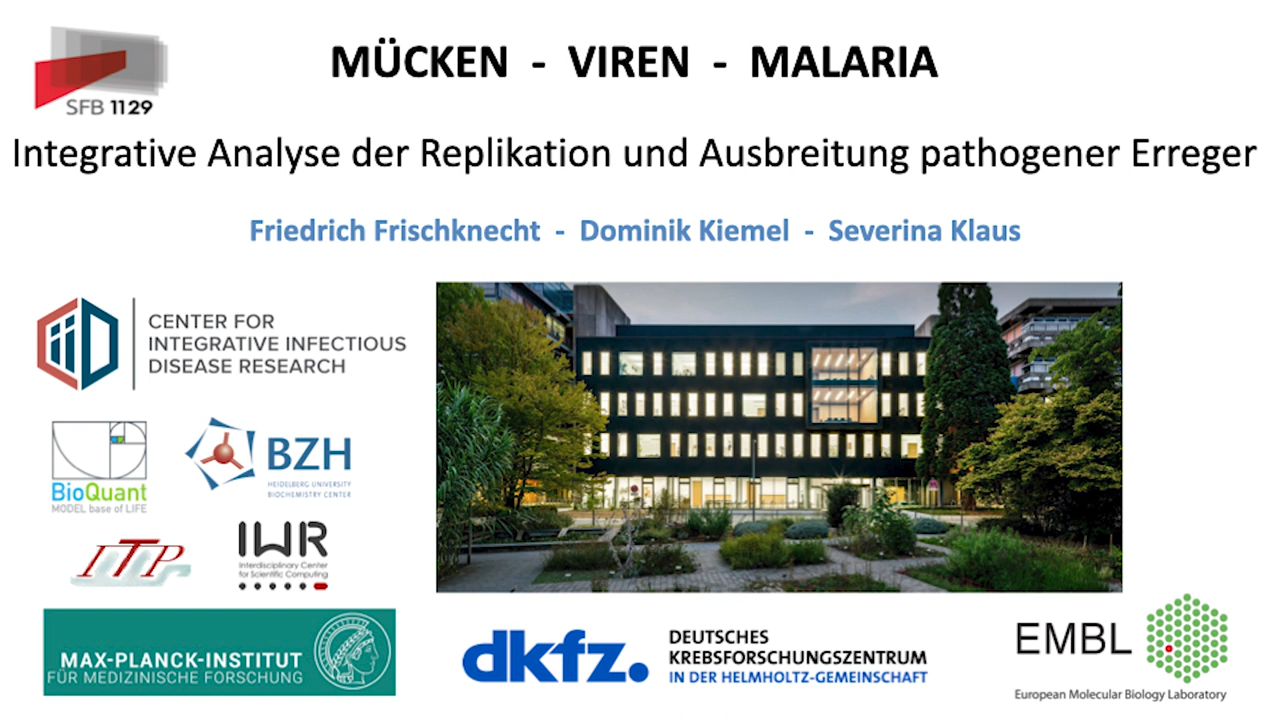 SFB 1129
MÜCKEN - VIREN - MALARIA
Integrative Analyse der Replikation und Ausbreitung pathogener Erreger
Friedrich Frischknecht - Dominik Kiemel - Severina Klaus
iiD
CENTER FOR
INTEGRATIVE INFECTIOUS
DISEASE RESEARCH
BioQuant
MODEL base of LIFE
BZH
HEIDELBERG UNIVERSITY
BIOCHEMISTRY CENTER
ITP
IWR
Interdisciplinary Center
for Scientific Computing
MAX-PLANCK-INSTITUT
FÜR MEDIZINISCHE FORSCHUNG
dkfz.
DEUTSCHES
KREBSFORSCHUNGSZENTRUM
IN DER HELMHOLTZ-GEMEINSCHAFT
EMBL
European Molecular Biology Laboratory